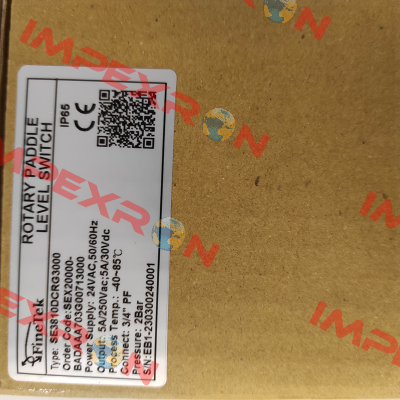 FineTek
ROTARY PADDLE
LEVEL SWITCH
IP65
CE
Type: SE3810DCRG3000
Order Code:SEX20000-
BADAAA703G00713000
Power Supply: 24VAC,50/60Hz
Output: 5A/250Vac;5A/30Vdc
Process Temp.: -40~85℃
Connect: 3/4" PF
Pressure: 2Bar
S/N:EB1-230300240001
IMPEXRON
IMPEXRON
IMPEXRON